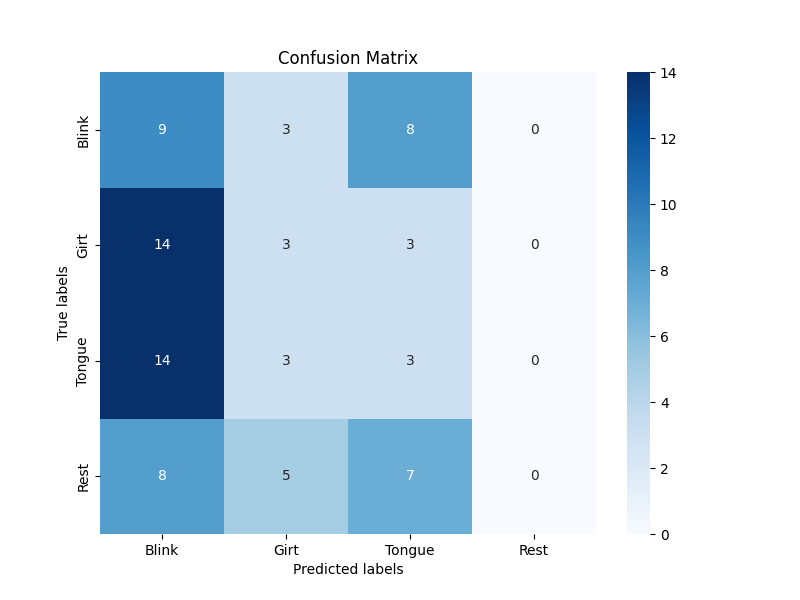 Confusion Matrix
True labels
Blink 9 3 8 0
Girt 14 3 3 0
Tongue 14 3 3 0
Rest 8 5 7 0
Blink Girt Tongue Rest
Predicted labels
14
12
10
8
6
4
2
0